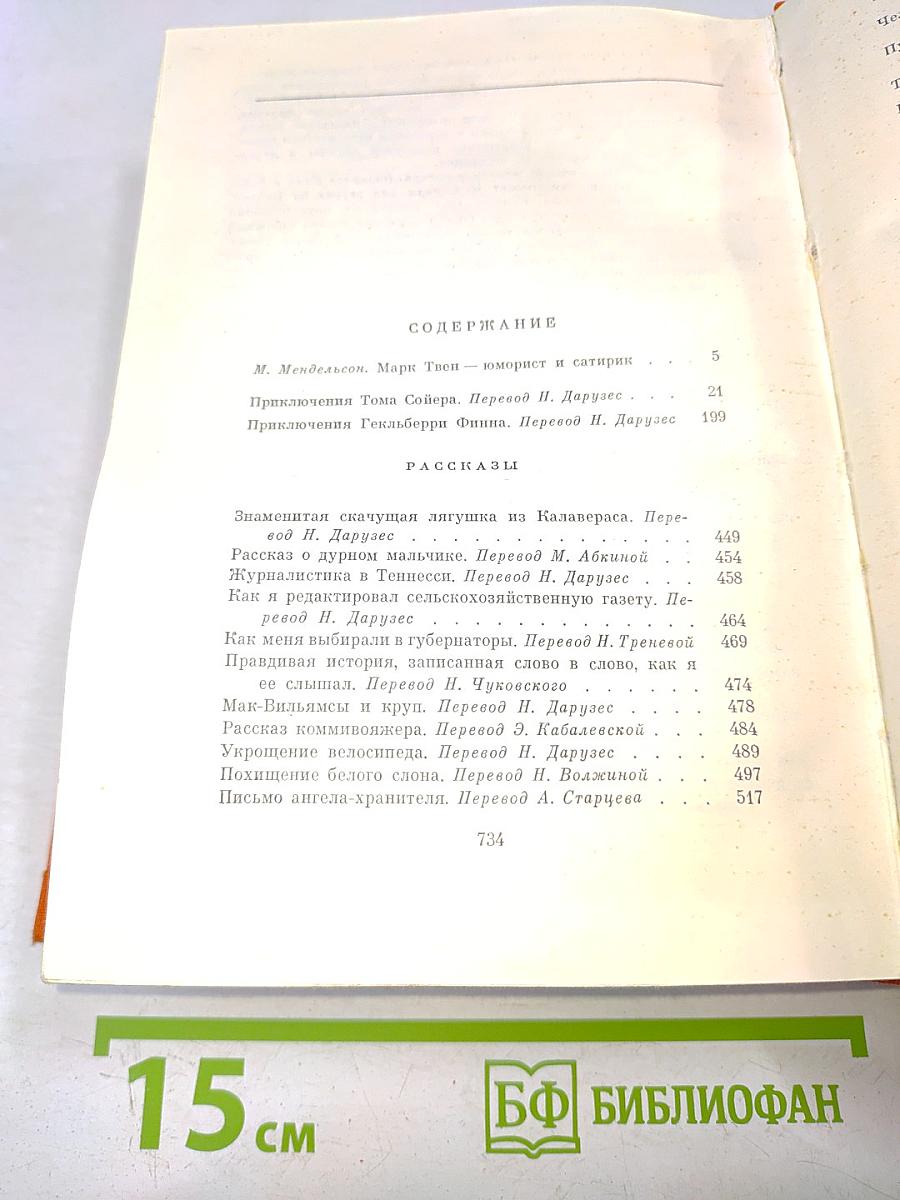 СОДЕРЖАНИЕ
М. Мендельсон. Марк Твен — юморист и сатирик . . . 5
Приключения Тома Сойера. Перевод Н. Дарузес . . . 21
Приключения Гекльберри Финна. Перевод Н. Дарузес 199
РАССКАЗЫ
Знаменитая скачущая лягушка из Калавераса. Пере-
вод Н. Дарузес . . . . . . . . . . . . . . 449
Рассказ о дурном мальчике. Перевод М. Абкиной . . 454
Журналистика в Теннесси. Перевод Н. Дарузес . . . 458
Как я редактировал сельскохозяйственную газету. Пе-
ревод Н. Дарузес . . . . . . . . . . . . . 464
Как меня выбирали в губернаторы. Перевод Н. Треневой 469
Правдивая история, записанная слово в слово, как я
ее слышал. Перевод Н. Чуковского . . . . . . 474
Мак-Вильямсы и круп. Перевод Н. Дарузес . . . . 478
Рассказ коммивояжера. Перевод Э. Кабалевской . . . 484
Укрощение велосипеда. Перевод Н. Дарузес . . . . 489
Похищение белого слона. Перевод Н. Волжиной . . . 497
Письмо ангела-хранителя. Перевод А. Старцева . . . 517
734
15 см
БФ БИБЛИОФАН